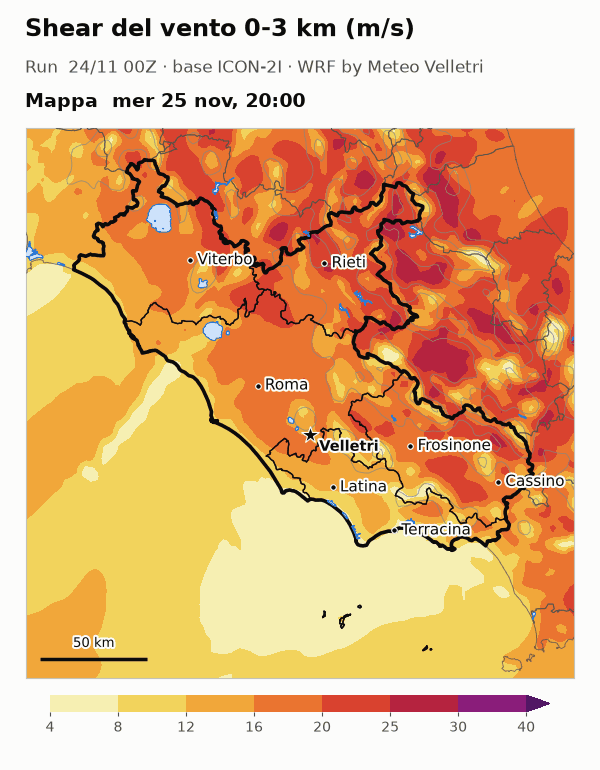 Shear del vento 0-3 km (m/s)
Run  24/11 00Z · base ICON-2I · WRF by Meteo Velletri
Mappa  mer 25 nov, 20:00
Viterbo
Rieti
Roma
Velletri
Frosinone
Latina
Cassino
Terracina
50 km
4 8 12 16 20 25 30 40